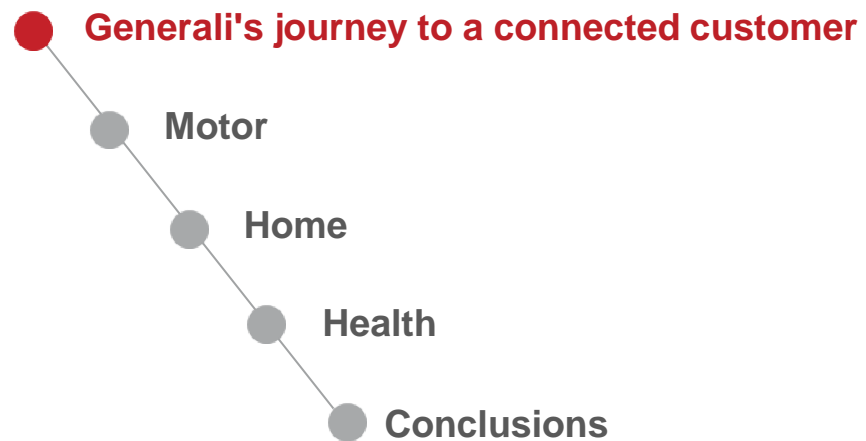 Generali's journey to a connected customer
Motor
Home
Health
Conclusions